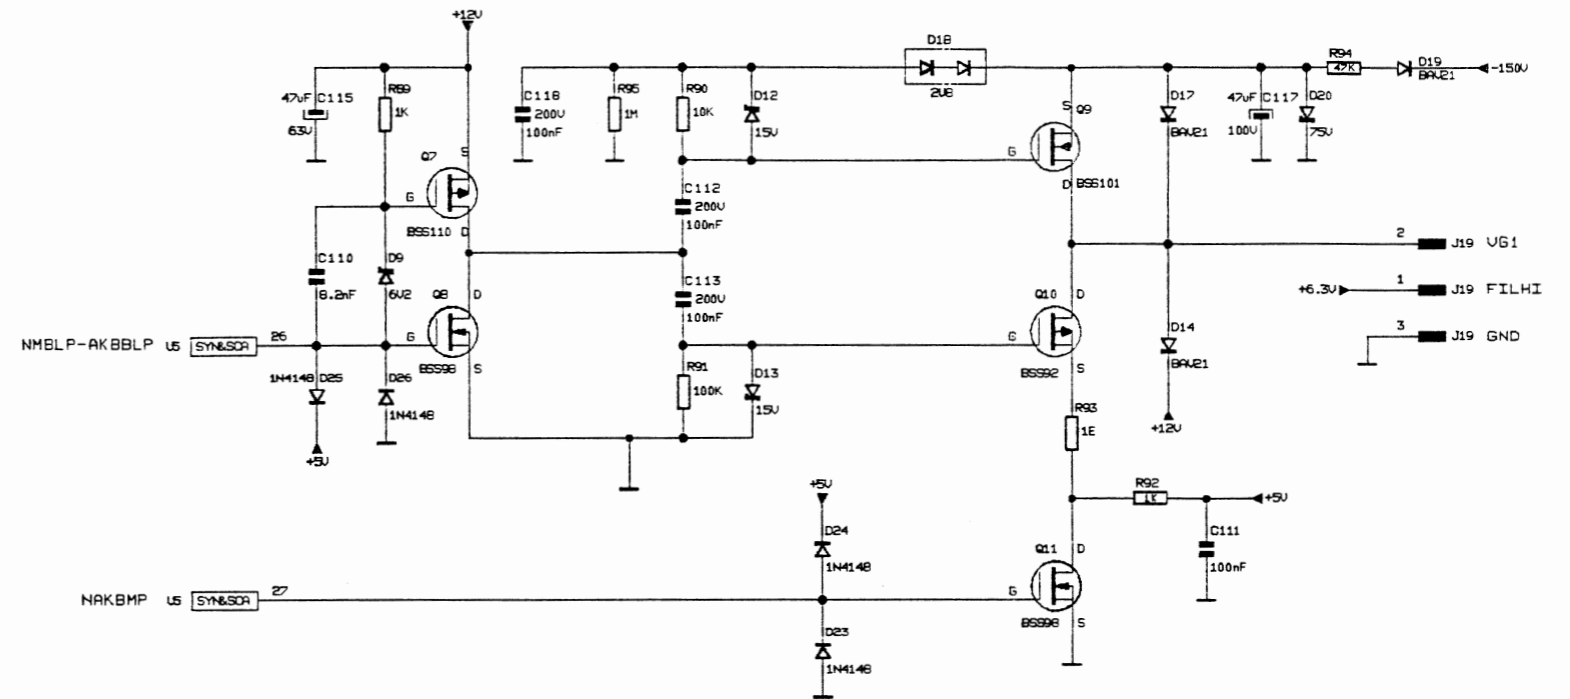 +12V
47uF C115
63V
R89
1K
Q7
S
G
BSS110 D
C110
8.2nF
D9
6V2
Q8
D
G
BSS98
S
NMBLP-AKBBLP U5 SYN&SCA 26
1N4148 D25
+5V
D26
1N4148
C118
200V
100nF
R95
1M
R90
10K
D12
15V
C112
200V
100nF
C113
200V
100nF
R91
100K
D13
15V
D18
2V8
S
Q9
G
D BSS101
D17
BAV21
47uF C117
100V
D20
75V
R94
47K
D19
BAV21
-150V
2 J19 VG1
+6.3V 1 J19 FILHI
3 J19 GND
Q10
D
G
BSS92
S
D14
BAV21
+12V
R93
1E
R92
1K
+5V
C111
100nF
+5V
D24
1N4148
NAKBMP U5 SYN&SCA 27
D23
1N4148
Q11
D
G
BSS98
S